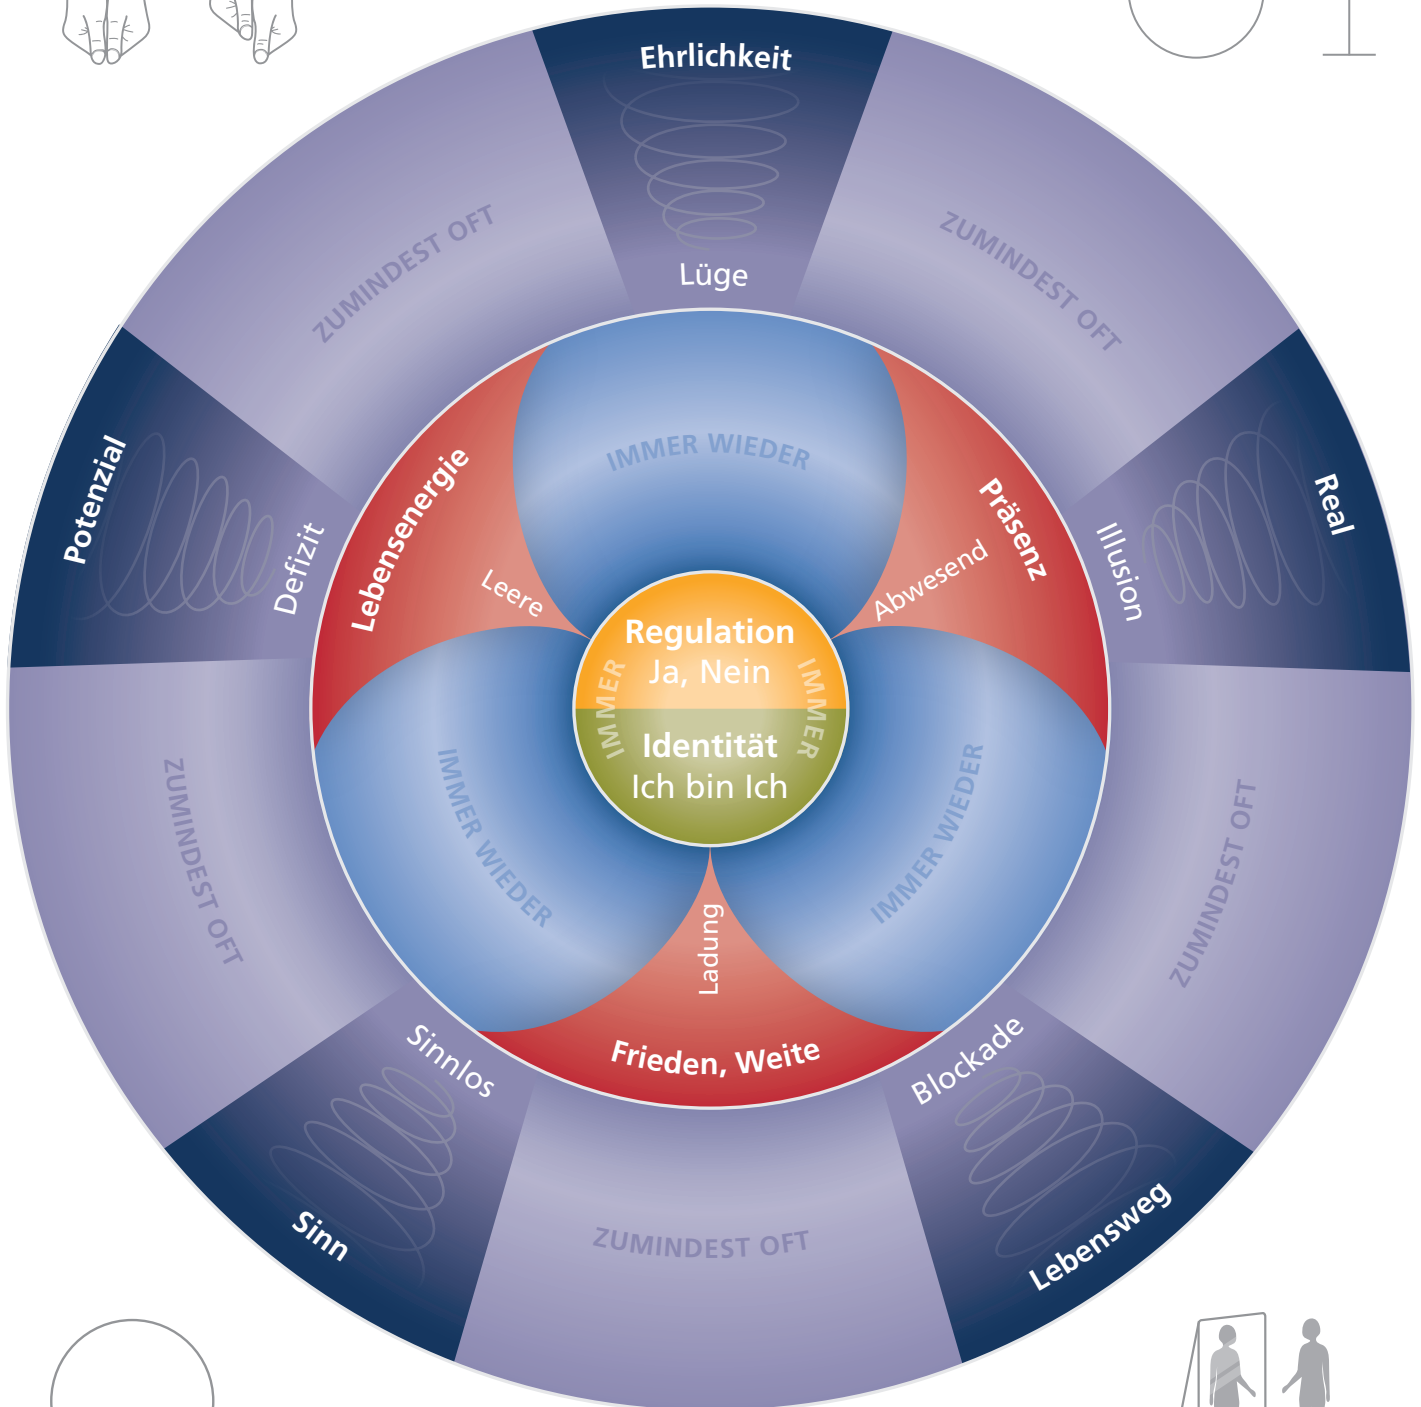 Ehrlichkeit
Lüge
ZUMINDEST OFT
ZUMINDEST OFT
Potenzial
Defizit
Real
Illusion
Lebensenergie
Leere
IMMER WIEDER
Präsenz
Abwesend
Regulation
Ja, Nein
IMMER
IMMER
Identität
Ich bin Ich
IMMER WIEDER
IMMER WIEDER
ZUMINDEST OFT
ZUMINDEST OFT
Ladung
Frieden, Weite
Sinnlos
Sinn
Blockade
Lebensweg
ZUMINDEST OFT